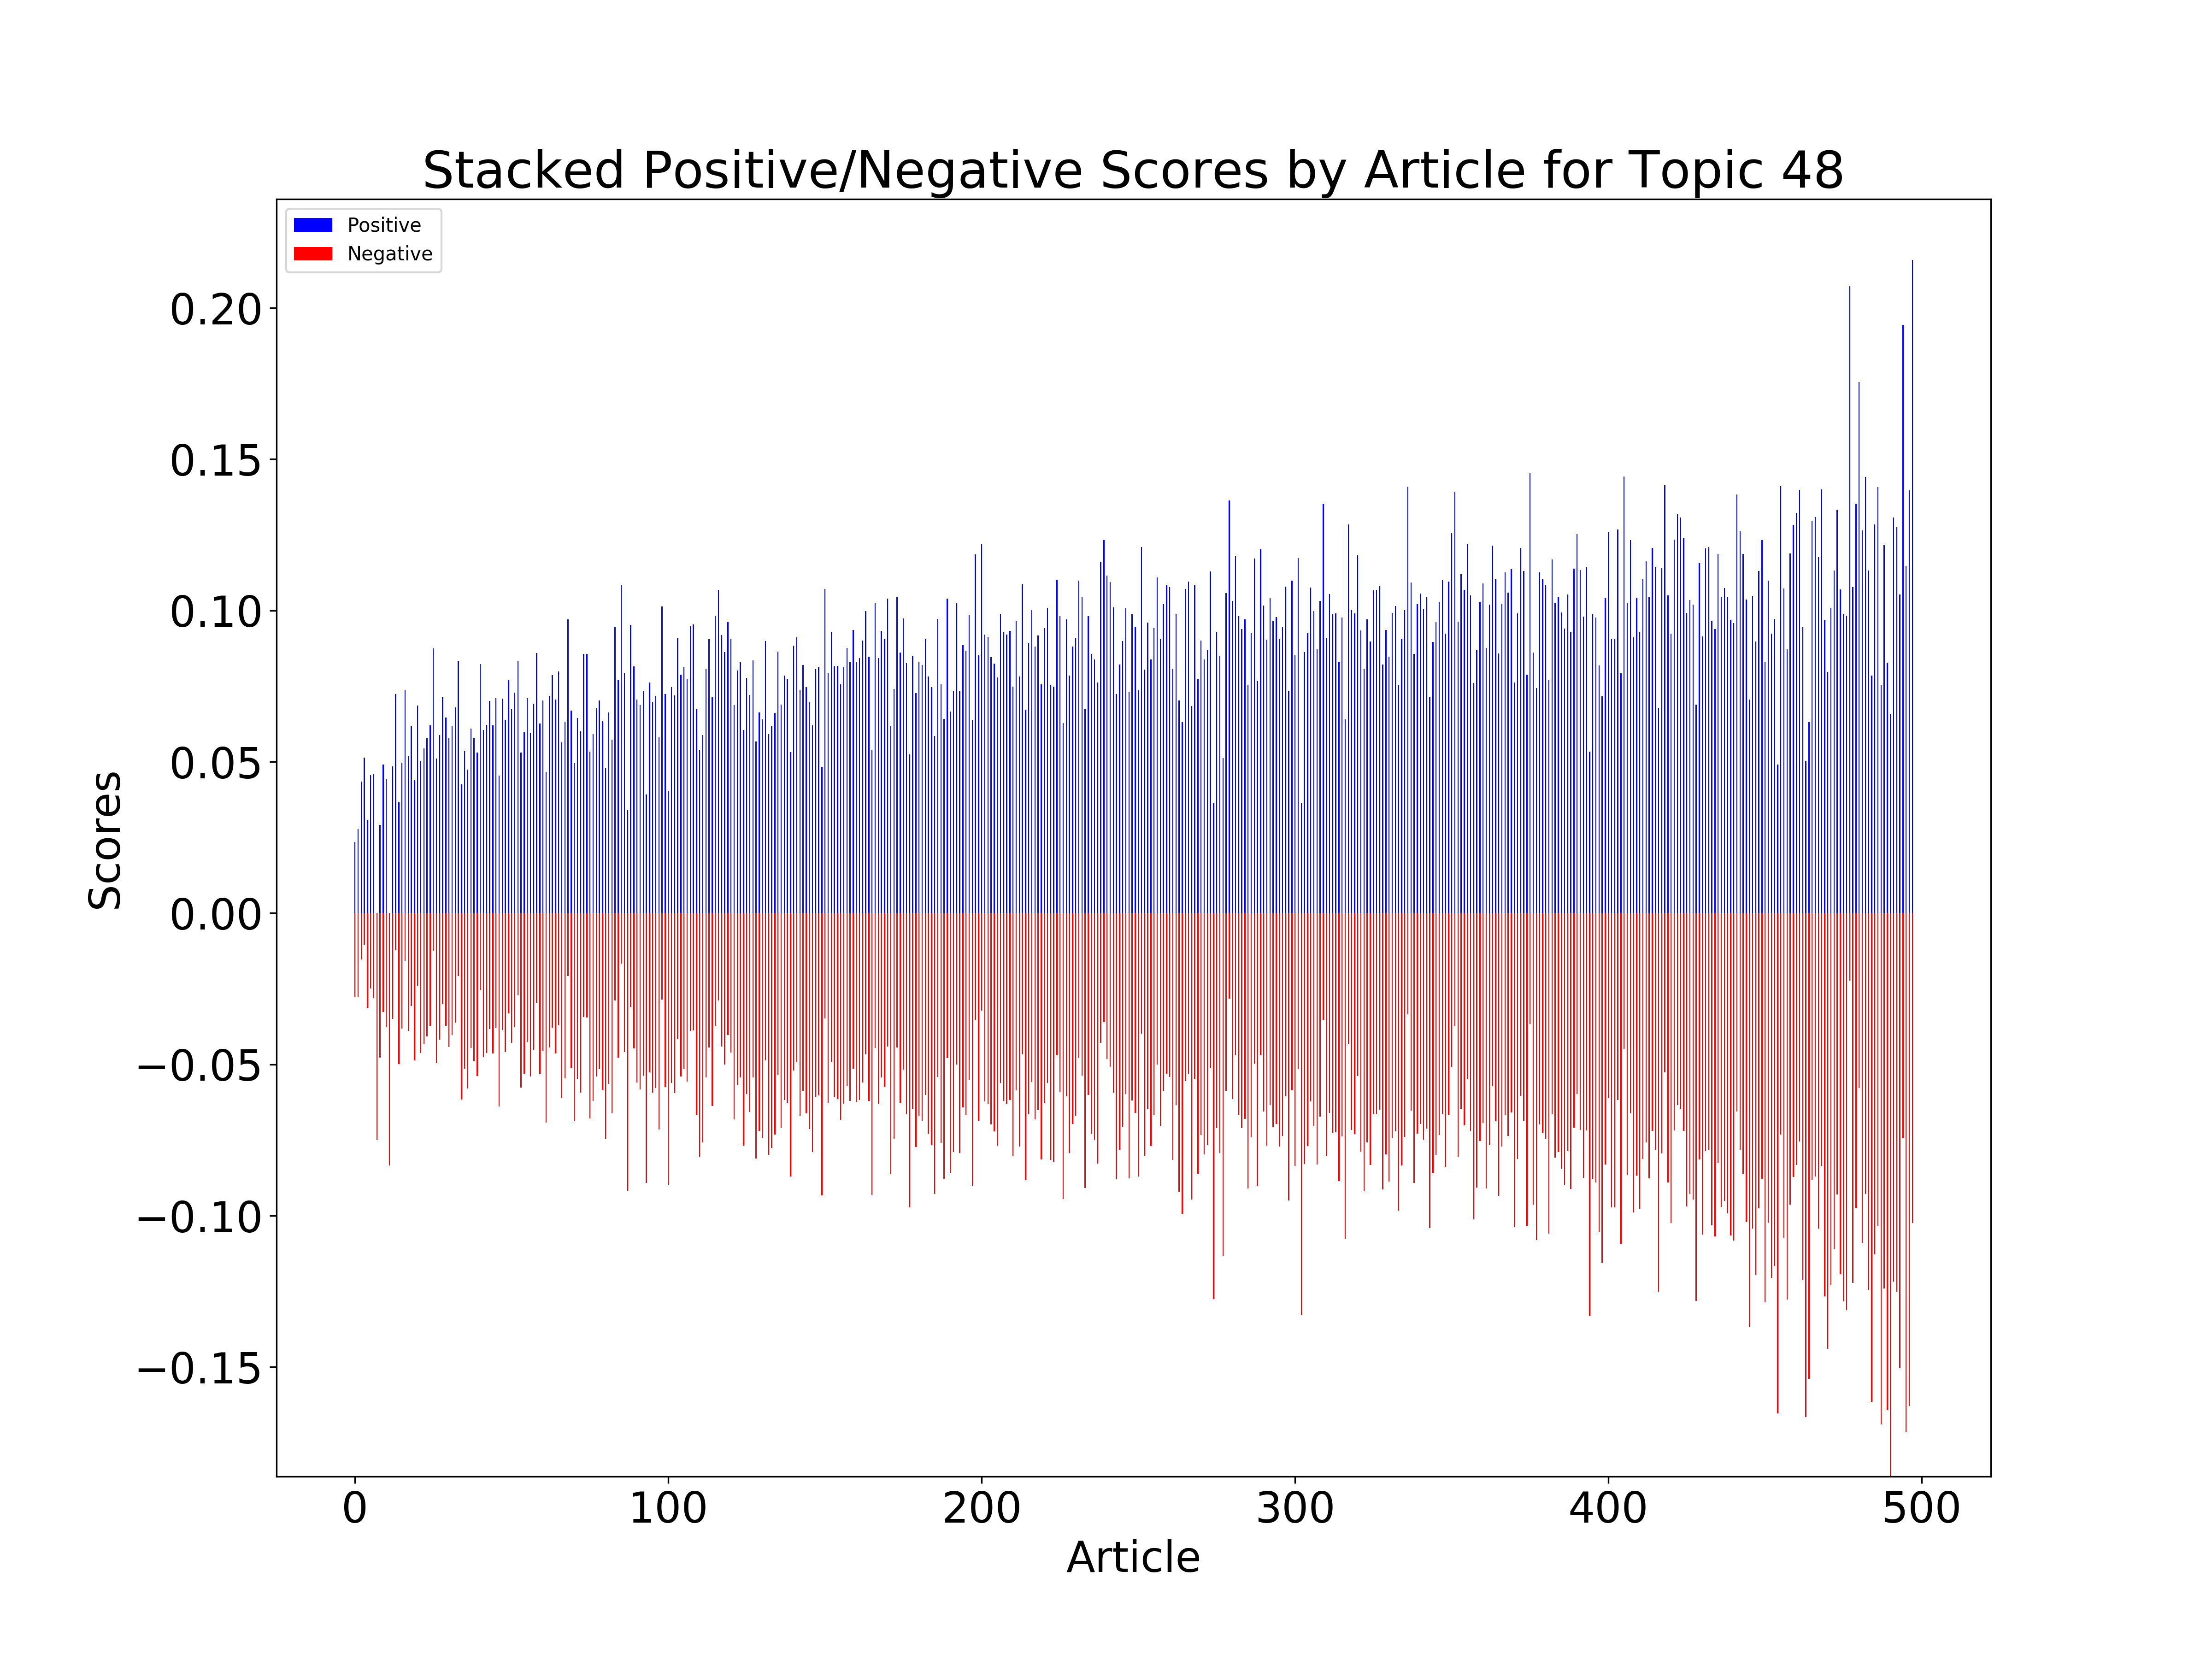 Stacked Positive/Negative Scores by Article for Topic 48
Positive
Negative
0.20
0.15
0.10
0.05
0.00
−0.05
−0.10
−0.15
Scores
0 100 200 300 400 500
Article